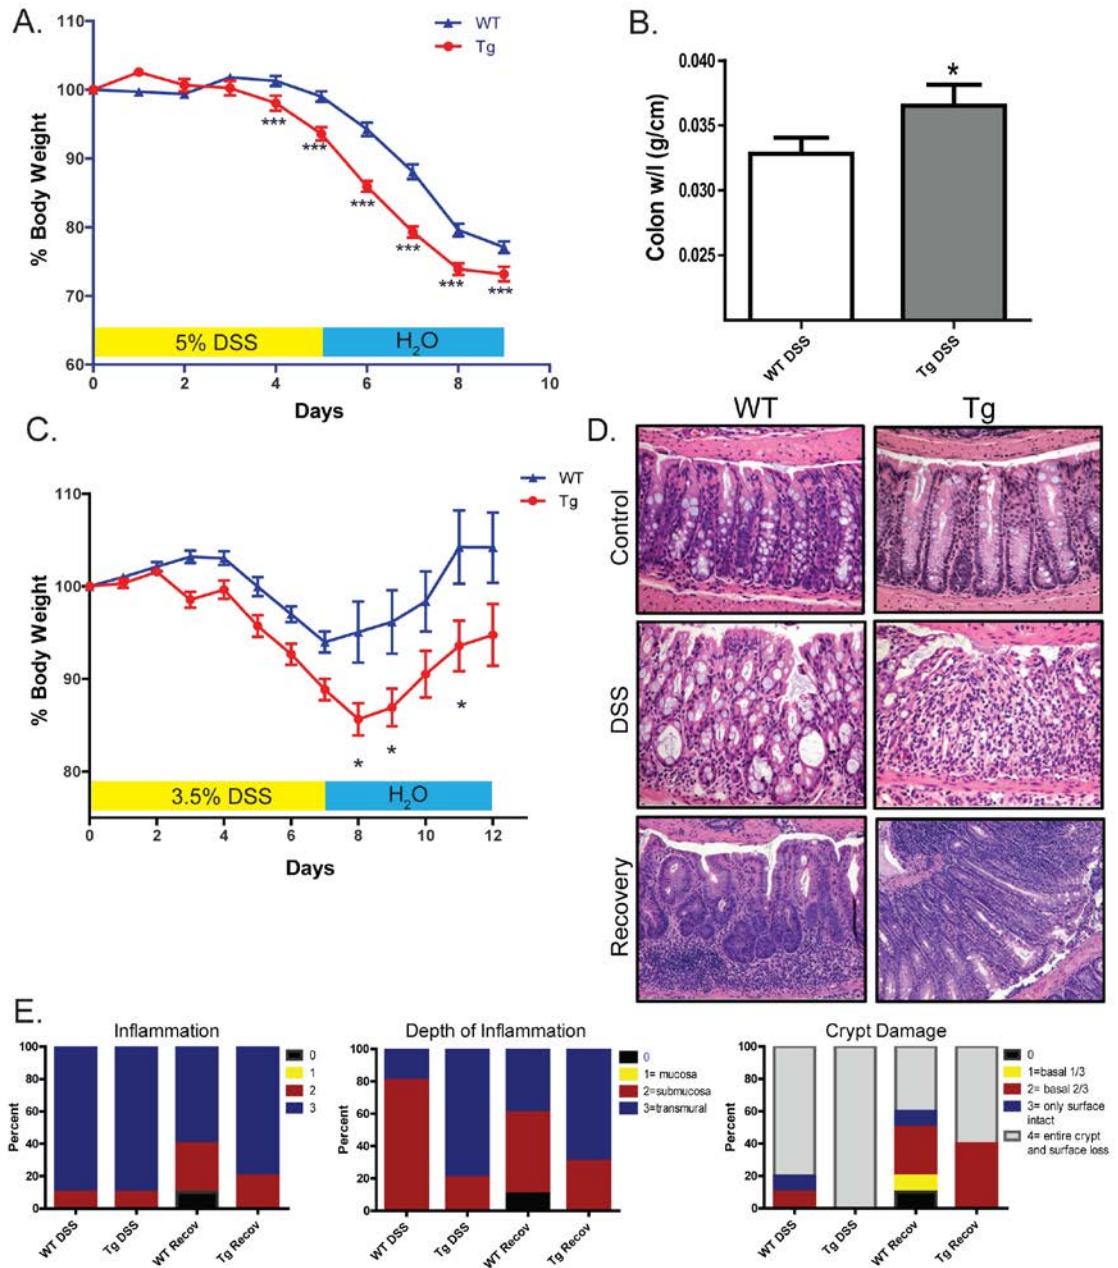 A.
110
100
90
80
70
60
% Body Weight
WT
Tg
***
***
***
***
***
***
5% DSS
H2O
0
2
4
6
8
10
Days
B.
0.040
0.035
0.030
0.025
Colon w/l (g/cm)
*
WT DSS
Tg DSS
C.
110
100
90
80
% Body Weight
WT
Tg
*
*
*
3.5% DSS
H2O
0
2
4
6
8
10
12
Days
D.
WT
Tg
Control
DSS
Recovery
E.
Inflammation
100
80
60
40
20
0
Percent
0
1
2
3
WT DSS
Tg DSS
WT Recov
Tg Recov
Depth of Inflammation
100
80
60
40
20
0
Percent
0
1= mucosa
2=submucosa
3=transmural
WT DSS
Tg DSS
WT Recov
Tg Recov
Crypt Damage
100
80
60
40
20
0
Percent
0
1=basal 1/3
2= basal 2/3
3= only surface
intact
4= entire crypt
and surface loss
WT DSS
Tg DSS
WT Recov
Tg Recov